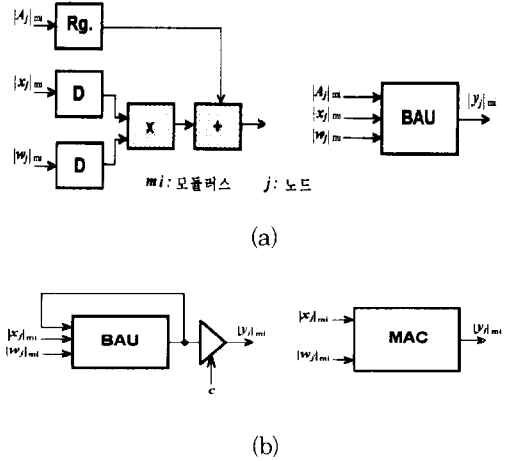 |A_j|_mi
Rg.
|x_j|_mi
D
x
+
|w_j|_mi
D
mi: 모듈러스 j: 노드
|A_j|_mi
|x_j|_mi
|w_j|_mi
BAU
|y_j|_mi
(a)
|x_j|_mi
|w_j|_mi
BAU
|y_j|_mi
c
|x_j|_mi
|w_j|_mi
MAC
|y_j|_mi
(b)